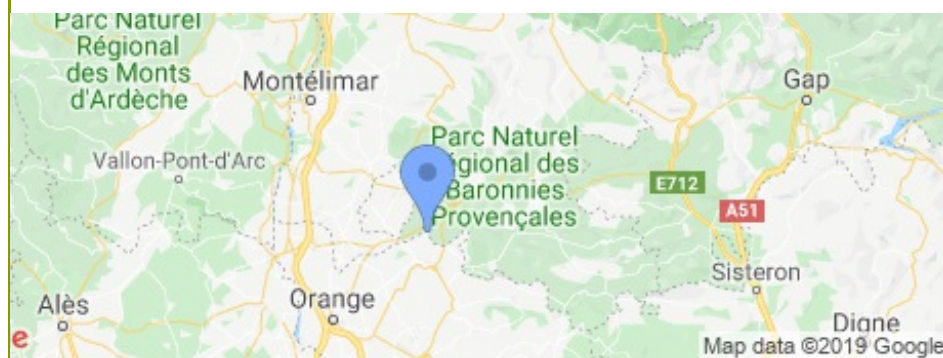 Parc Naturel
Régional
des Monts
d'Ardèche
Montélimar
Gap
Vallon-Pont-d'Arc
Parc Naturel
égional des
Baronnies
Provençales
E712
A51
Sisteron
Alès
Orange
Digne
e
Map data ©2019 Google